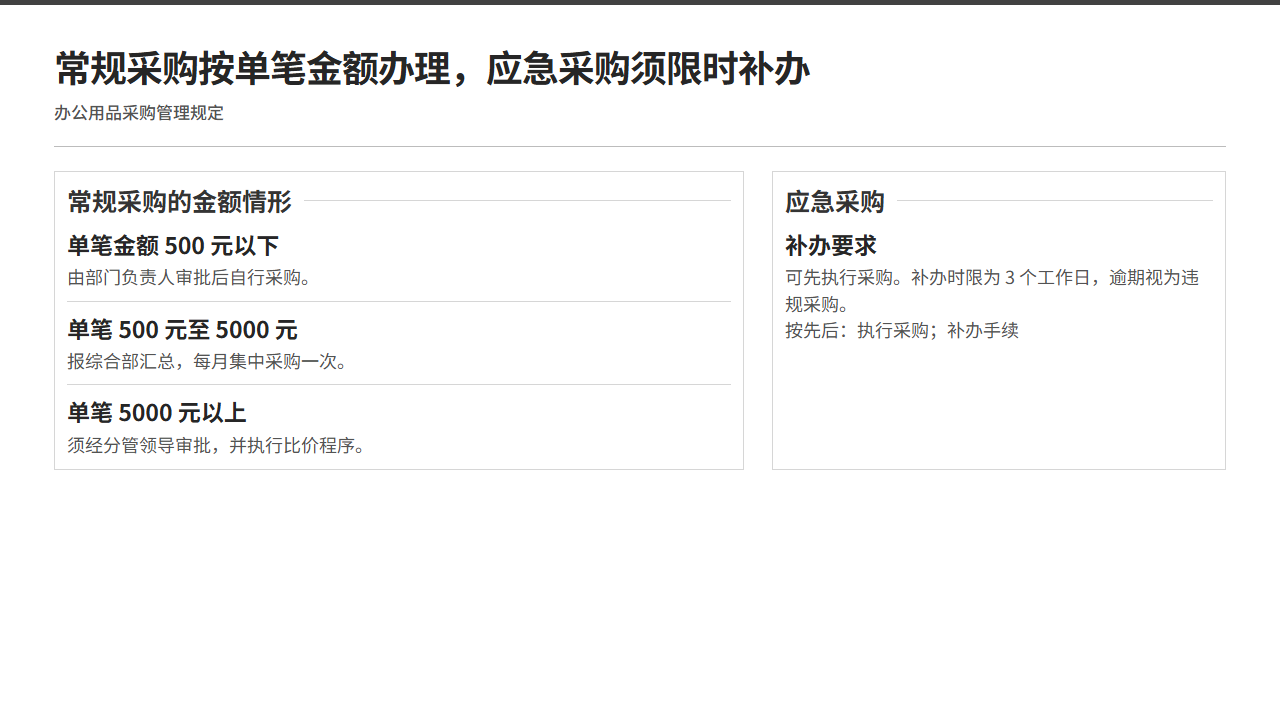 常规采购按单笔金额办理，应急采购须限时补办
办公用品采购管理规定
常规采购的金额情形
单笔金额 500 元以下
由部门负责人审批后自行采购。
单笔 500 元至 5000 元
报综合部汇总，每月集中采购一次。
单笔 5000 元以上
须经分管领导审批，并执行比价程序。
应急采购
补办要求
可先执行采购。补办时限为 3 个工作日，逾期视为违
规采购。
按先后：执行采购；补办手续